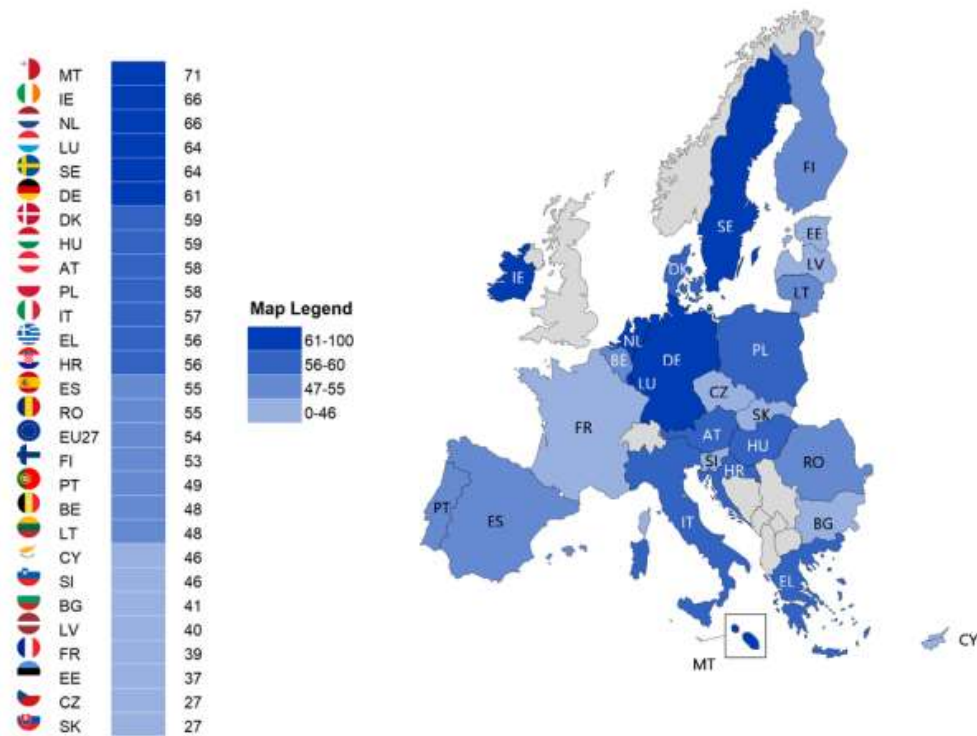 MT 71
IE 66
NL 66
LU 64
SE 64
DE 61
DK 59
HU 59
AT 58
PL 58
IT 57
EL 56
HR 56
ES 55
RO 55
EU27 54
FI 53
PT 49
BE 48
LT 48
CY 46
SI 46
BG 41
LV 40
FR 39
EE 37
CZ 27
SK 27
Map Legend
61-100
56-60
47-55
0-46
FI
SE
EE
LV
LT
DK
IE
NL
BE
DE
PL
LU
CZ
SK
FR
AT
HU
SI
HR
RO
PT
ES
IT
BG
EL
MT
CY